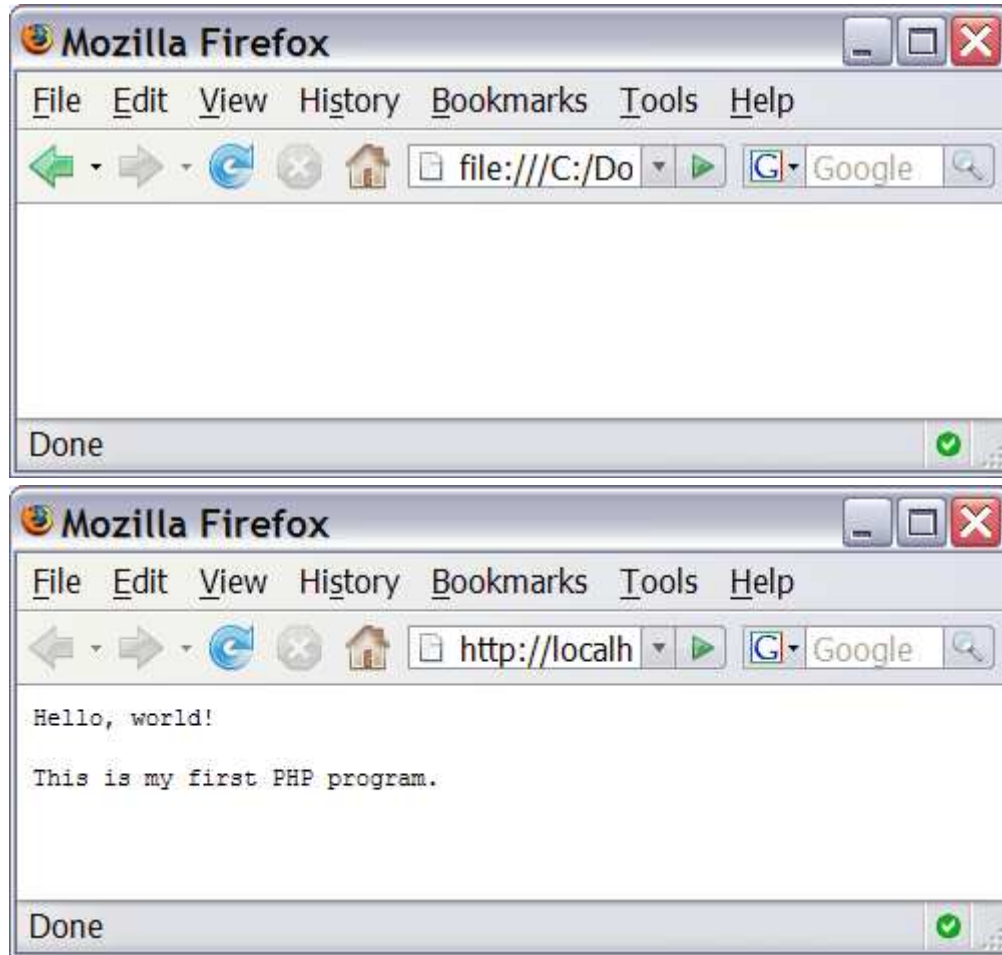 Mozilla Firefox
File Edit View History Bookmarks Tools Help
file:///C:/Do G Google
Done
Mozilla Firefox
File Edit View History Bookmarks Tools Help
http://localh G Google
Hello, world!
This is my first PHP program.
Done